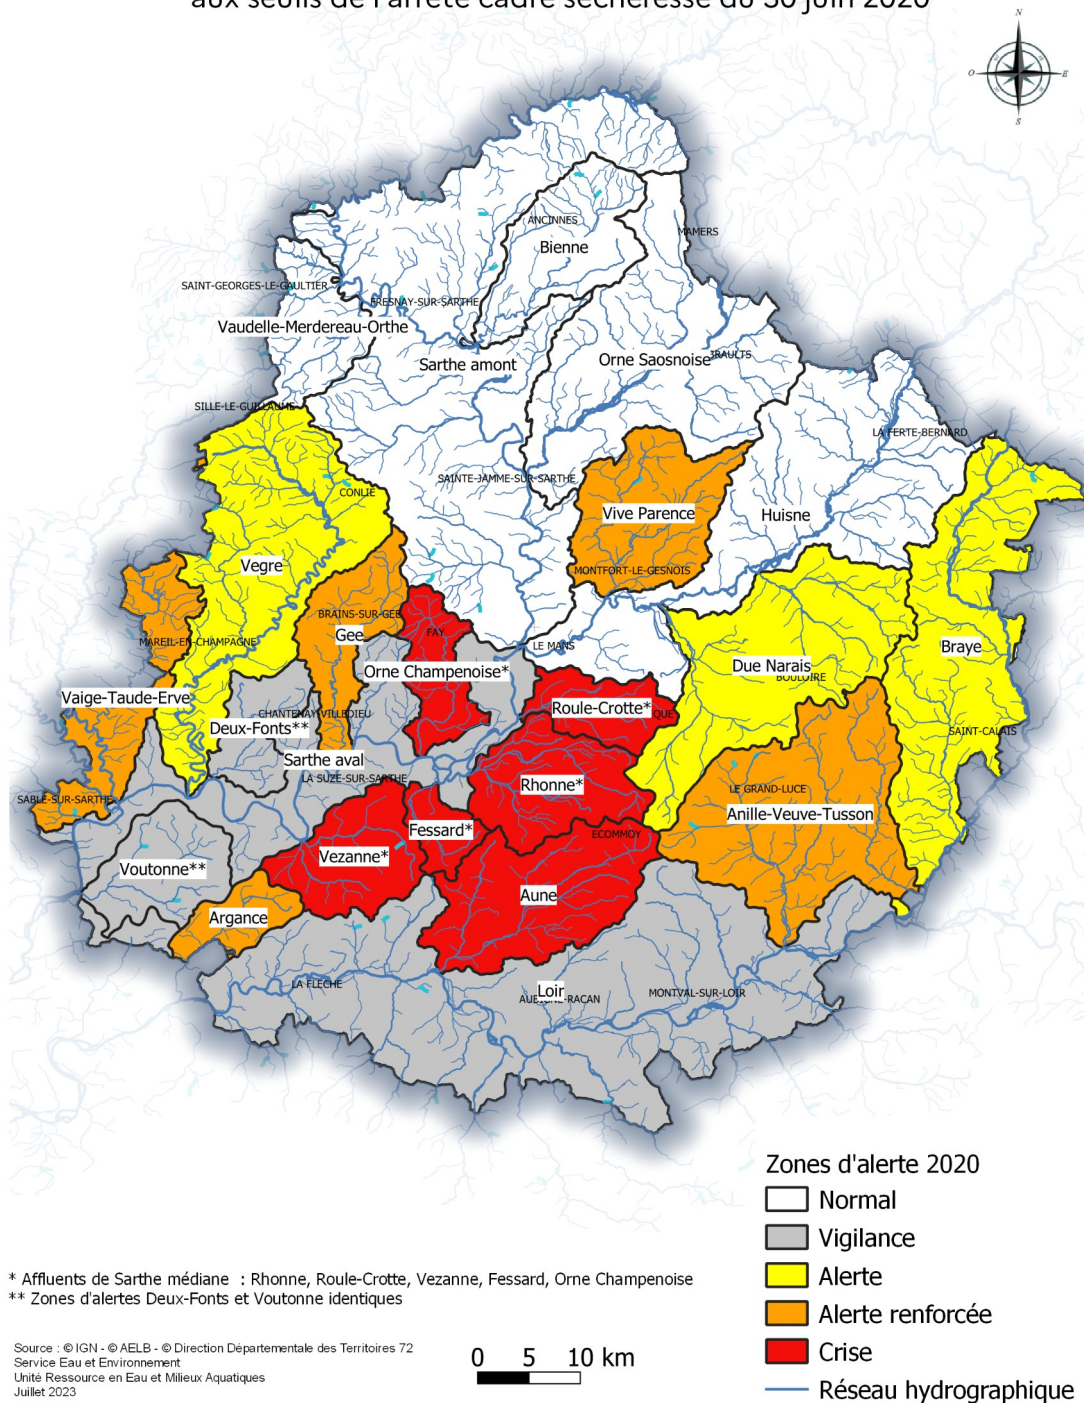 aux seuils de l'arrêté cadre sécheresse du 30 juin 2020
N
O
E
S
ANCINNES
Bienne
MAMERS
SAINT-GEORGES-LE-GAULTIER
FRESNAY-SUR-SARTHE
Vaudelle-Merdereau-Orthe
Sarthe amont
Orne Saosnoise
RAULTS
SILLE-LE-GUILLAUME
LA FERTE-BERNARD
SAINTE-JAMME-SUR-SARTHE
CONLIE
Vive Parence
Huisne
Vegre
MONTFORT-LE-GESNOIS
BRAINS-SUR-GEE
Gee
FAY
MAREIL-EN-CHAMPAGNE
LE MANS
Braye
Orne Champenoise*
Due Narais
BOULOIRE
Vaige-Taude-Erve
Roule-Crotte*
QUE
CHANTENAY-VILLEDIEU
Deux-Fonts**
SAINT-CALAIS
Sarthe aval
LA SUZE-SUR-SARTHE
Rhonne*
LE GRAND-LUCE
SABLE-SUR-SARTHE
Anille-Veuve-Tusson
Fessard*
ECOMMOY
Vezanne*
Voutonne**
Aune
Argance
LA FLECHE
Loir
MONTVAL-SUR-LOIR
-RACAN
Zones d'alerte 2020
Normal
Vigilance
Alerte
Alerte renforcée
Crise
Réseau hydrographique
* Affluents de Sarthe médiane : Rhonne, Roule-Crotte, Vezanne, Fessard, Orne Champenoise
** Zones d'alertes Deux-Fonts et Voutonne identiques
Source : © IGN - © AELB - © Direction Départementale des Territoires 72
Service Eau et Environnement
Unité Ressource en Eau et Milieux Aquatiques
Juillet 2023
0 5 10 km